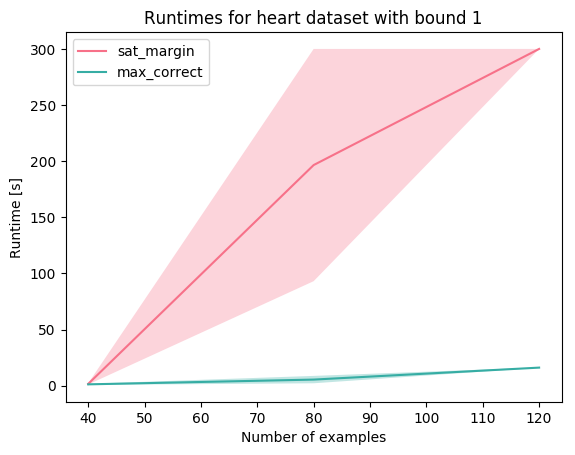 Runtimes for heart dataset with bound 1
sat_margin
max_correct
300
250
200
150
100
50
0
Runtime [s]
40 50 60 70 80 90 100 110 120
Number of examples